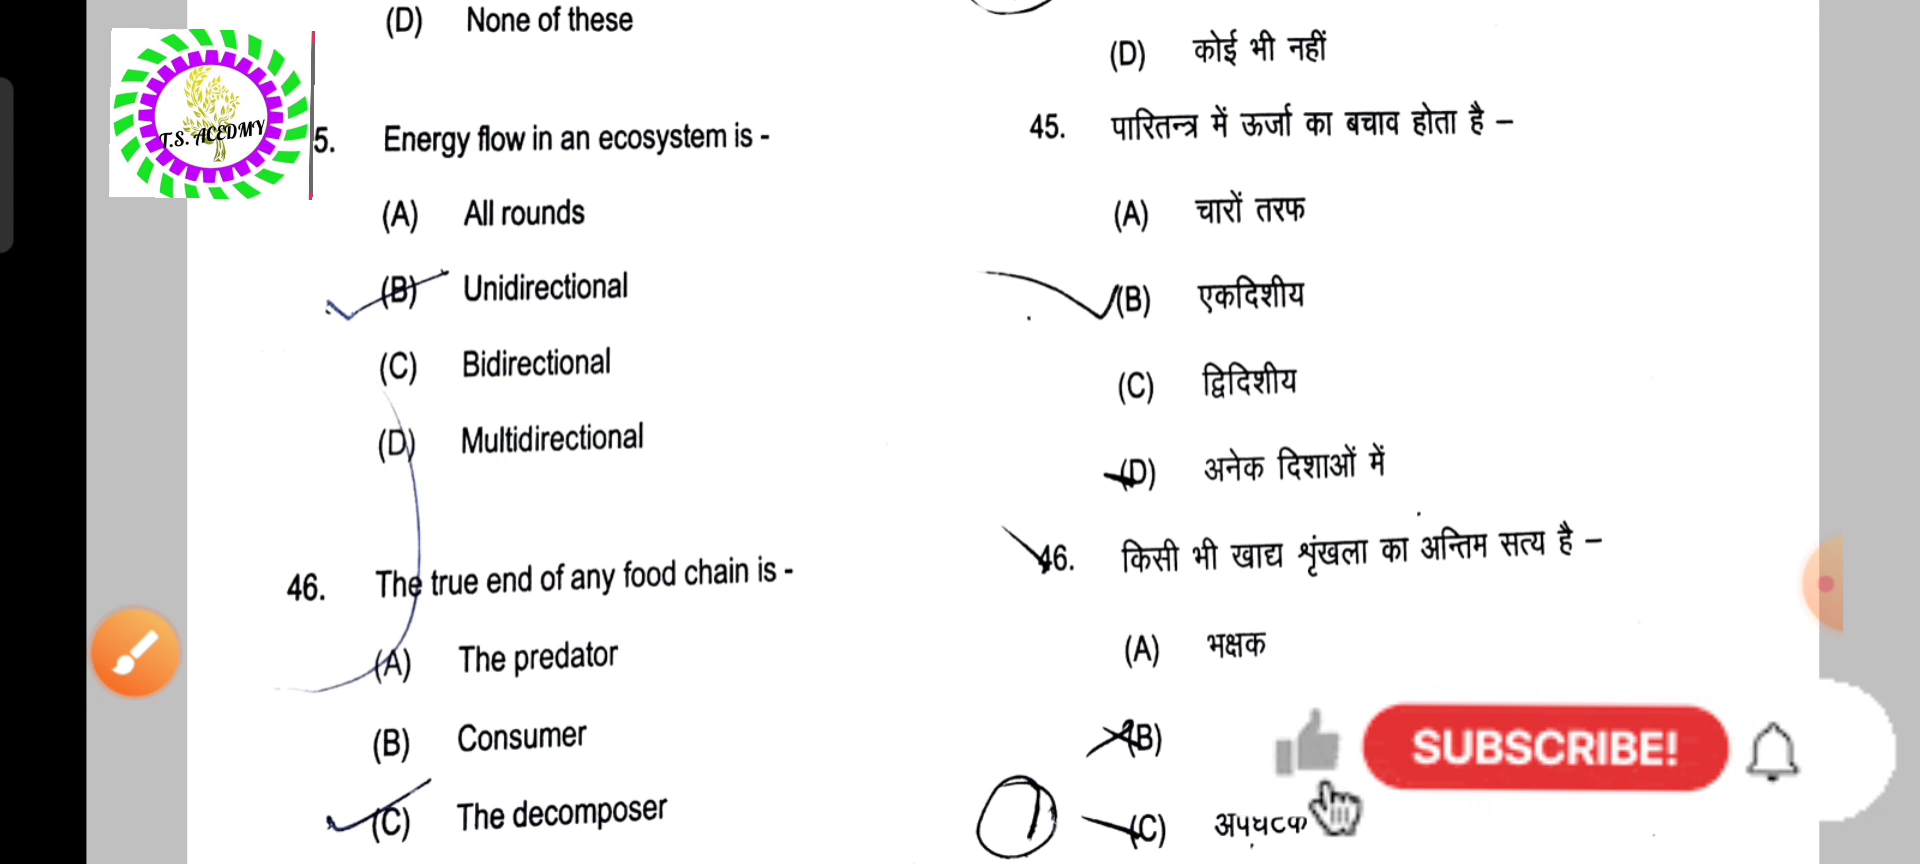 (D) None of these
T.S. ACEDMY
5. Energy flow in an ecosystem is -
(A) All rounds
(B) Unidirectional
(C) Bidirectional
(D) Multidirectional
46. The true end of any food chain is -
(A) The predator
(B) Consumer
(C) The decomposer
(D) कोई भी नहीं
45. पारितन्त्र में ऊर्जा का बचाव होता है –
(A) चारों तरफ
(B) एकदिशीय
(C) द्विदिशीय
(D) अनेक दिशाओं में
46. किसी भी खाद्य शृंखला का अन्तिम सत्य है –
(A) भक्षक
(B)
(C) अपघटक
SUBSCRIBE!